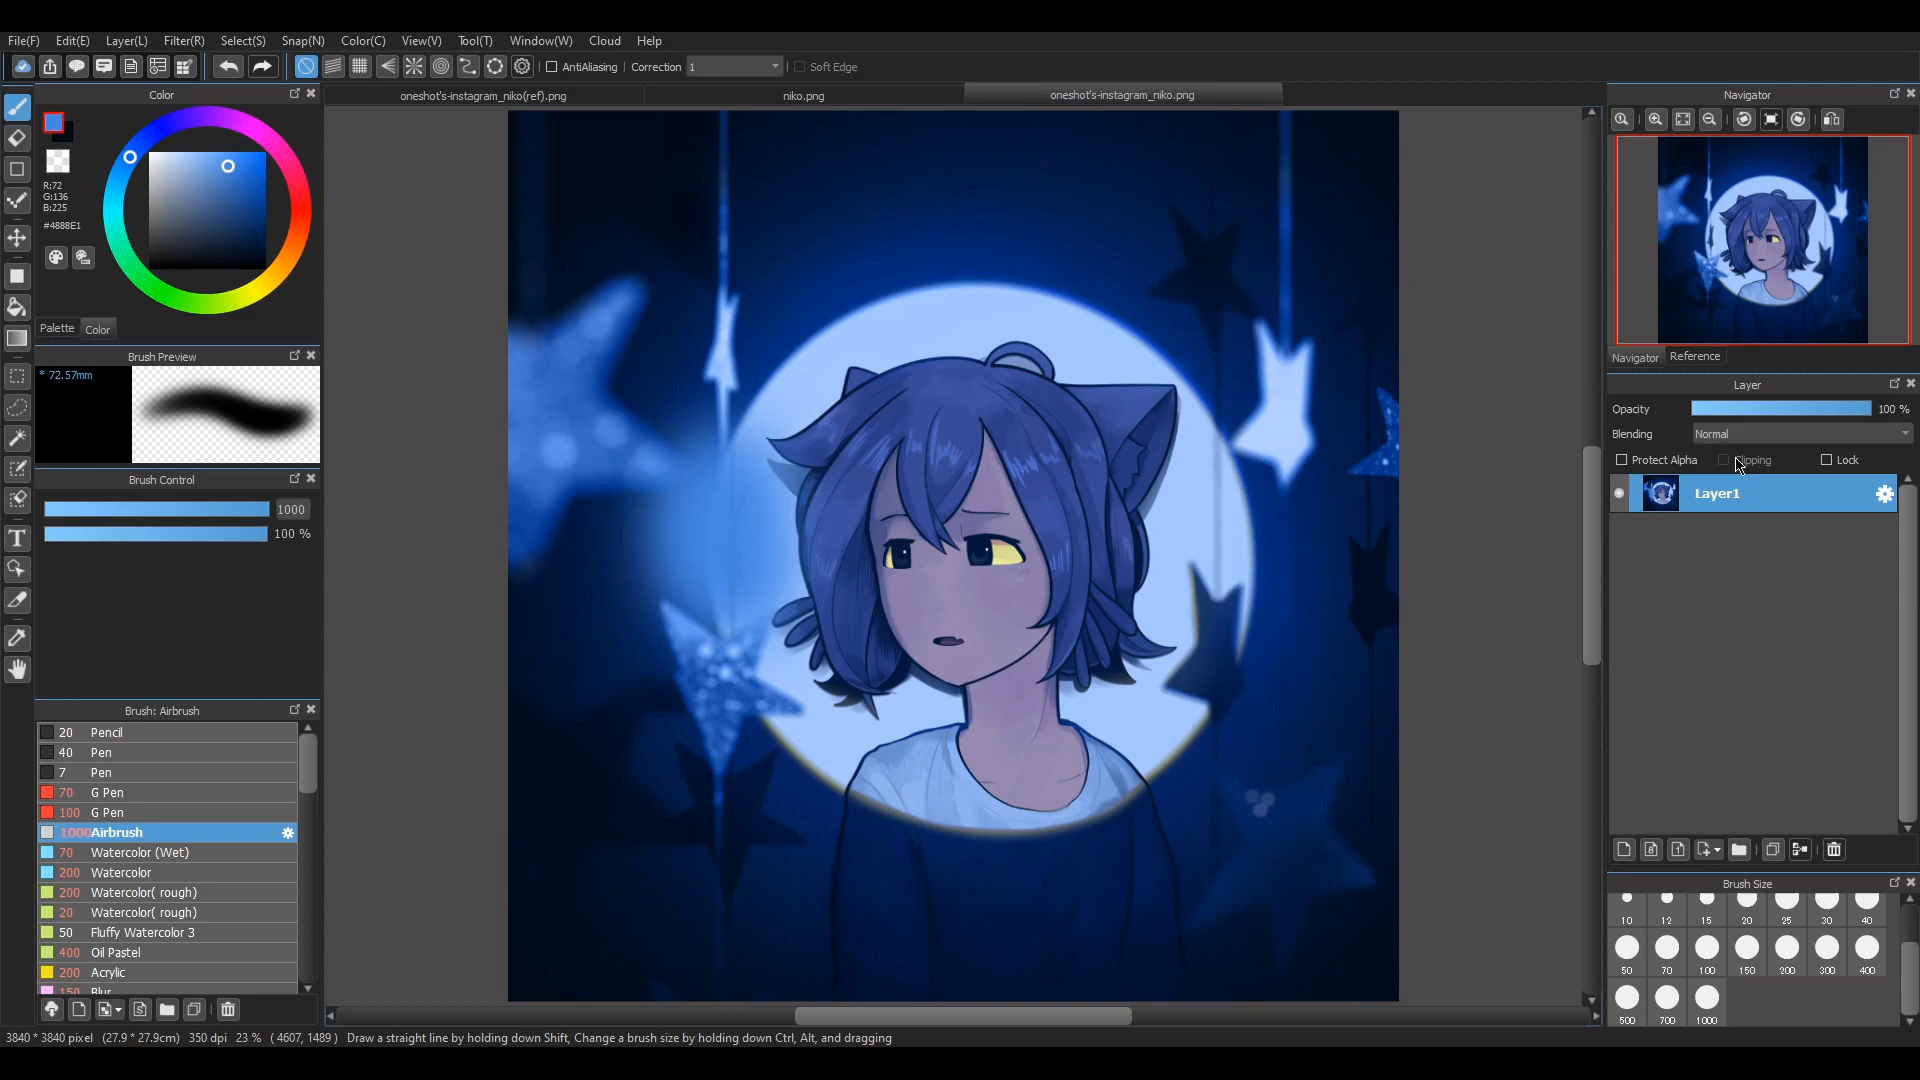 File(F) Edit(E) Layer(L) Filter(R) Select(S) Snap(N) Color(C) View(V) Tool(T) Window(W) Cloud Help
AntiAliasing Correction 1 Soft Edge
Color
R:72
G:136
B:225
#4888E1
Palette Color
Brush Preview
* 72.57mm
Brush Control
1000
100 %
Brush: Airbrush
20 Pencil
40 Pen
7 Pen
70 G Pen
100 G Pen
1000 Airbrush
70 Watercolor (Wet)
200 Watercolor
200 Watercolor( rough)
20 Watercolor( rough)
50 Fluffy Watercolor 3
400 Oil Pastel
200 Acrylic
150 Blur
oneshot's-instagram_niko(ref).png niko.png oneshot's-instagram_niko.png
Navigator
Navigator Reference
Layer
Opacity 100 %
Blending Normal
Protect Alpha Lock
Layer1
Brush Size
10 12 15 20 25 30 40
50 70 100 150 200 300 400
500 700 1000
3840 * 3840 pixel (27.9 * 27.9cm) 350 dpi 23 % ( 4607, 1489 ) Draw a straight line by holding down Shift, Change a brush size by holding down Ctrl, Alt, and dragging